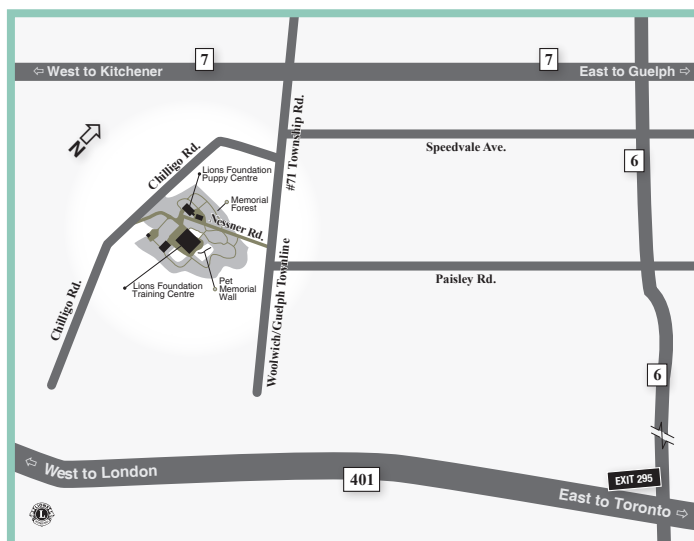 7
7
⇦ West to Kitchener
East to Guelph ⇨
N
#71 Township Rd.
Speedvale Ave.
6
Chilligo Rd.
Lions Foundation
Puppy Centre
Memorial
Forest
Nessner Rd.
Paisley Rd.
Lions Foundation
Training Centre
Pet
Memorial
Wall
Chilligo Rd.
Woolwich/Guelph Townline
6
⇦ West to London
401
EXIT 295
East to Toronto ⇨
L